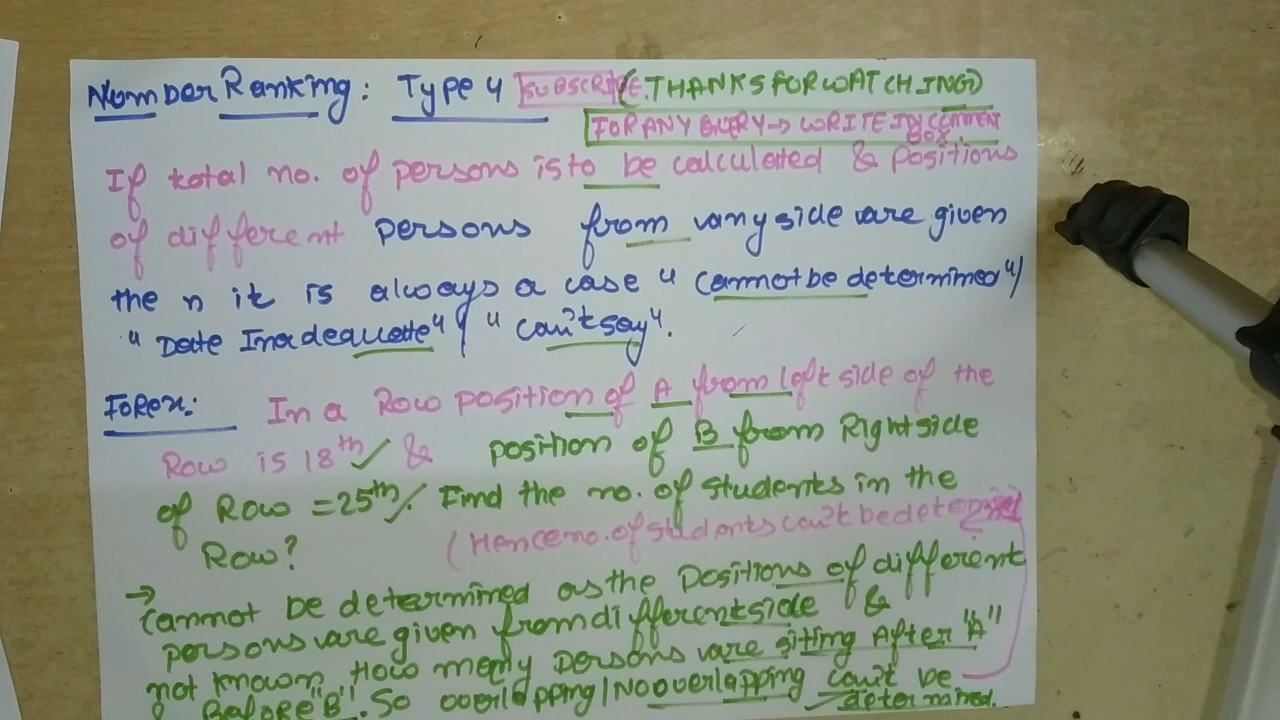 Number Ranking: Type 4 SUBSCRIBE (THANKS FOR WATCHING)
FOR ANY QUERY → WRITE IN COMMENT
BOX.
If total no. of persons is to be calculated & positions
of different persons from any side are given
then it is always a case " cannot be determined"/
" Data Inadequate" / " can't say".
Forex: In a Row position of A from left side of the
Row is 18th & position of B from Right side
of Row = 25th. Find the no. of students in the
Row? (Hence no. of students can't be determined)
→ Cannot be determined as the positions of different
persons are given from different side &
not known How many persons are sitting After "A"
& Before "B". So overlapping / No overlapping can't be
determined.